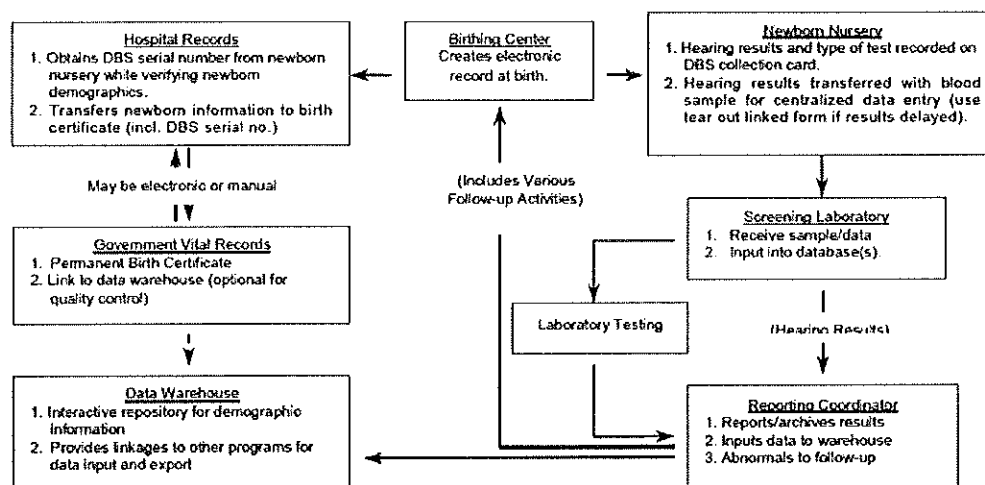 Hospital Records
1. Obtains DBS serial number from newborn
nursery while verifying newborn
demographics.
2. Transfers newborn information to birth
certificate (incl. DBS serial no.)
Birthing Center
Creates electronic
record at birth.
Newborn Nursery
1. Hearing results and type of test recorded on
DBS collection card.
2. Hearing results transferred with blood
sample for centralized data entry (use
tear out linked form if results delayed).
May be electronic or manual
(Includes Various
Follow-up Activities)
Screening Laboratory
1. Receive sample/data
2. Input into database(s).
Government Vital Records
1. Permanent Birth Certificate
2. Link to data warehouse (optional for
quality control)
Laboratory Testing
(Hearing Results)
Data Warehouse
1. Interactive repository for demographic
information
2. Provides linkages to other programs for
data input and export
Reporting Coordinator
1. Reports/archives results
2. Inputs data to warehouse
3. Abnormals to follow-up